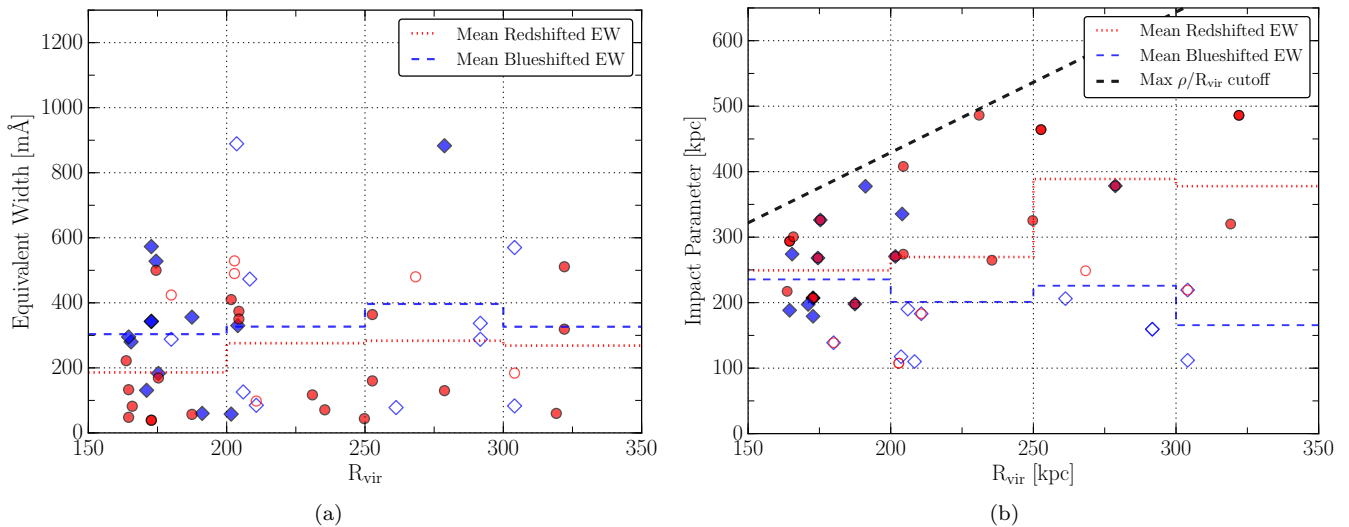 1200
1000
800
600
400
200
0
Equivalent Width [mÅ]
150 200 250 300 350
R_vir
Mean Redshifted EW
Mean Blueshifted EW
(a)
600
500
400
300
200
100
0
Impact Parameter [kpc]
150 200 250 300 350
R_vir [kpc]
Mean Redshifted EW
Mean Blueshifted EW
Max ρ/R_vir cutoff
(b)